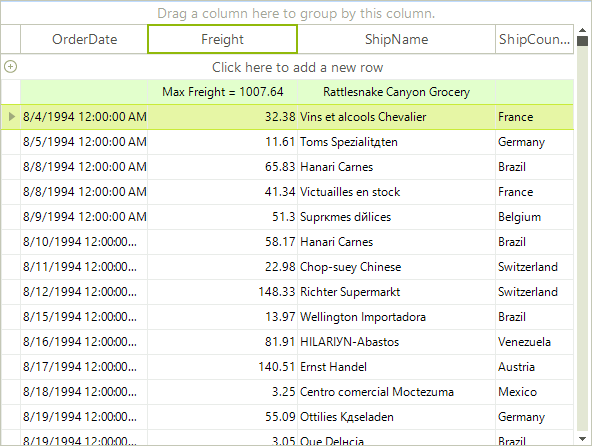 Drag a column here to group by this column.
OrderDate Freight ShipName ShipCoun...
Click here to add a new row
Max Freight = 1007.64 Rattlesnake Canyon Grocery
8/4/1994 12:00:00 AM 32.38 Vins et alcools Chevalier France
8/5/1994 12:00:00 AM 11.61 Toms Spezialitдten Germany
8/8/1994 12:00:00 AM 65.83 Hanari Carnes Brazil
8/8/1994 12:00:00 AM 41.34 Victuailles en stock France
8/9/1994 12:00:00 AM 51.3 Suprкmes dйlices Belgium
8/10/1994 12:00:00... 58.17 Hanari Carnes Brazil
8/11/1994 12:00:00... 22.98 Chop-suey Chinese Switzerland
8/12/1994 12:00:00... 148.33 Richter Supermarkt Switzerland
8/15/1994 12:00:00... 13.97 Wellington Importadora Brazil
8/16/1994 12:00:00... 81.91 HILARIУN-Abastos Venezuela
8/17/1994 12:00:00... 140.51 Ernst Handel Austria
8/18/1994 12:00:00... 3.25 Centro comercial Moctezuma Mexico
8/19/1994 12:00:00... 55.09 Ottilies Kдseladen Germany
8/19/1994 12:00:00... 3.05 Que Delнcia Brazil